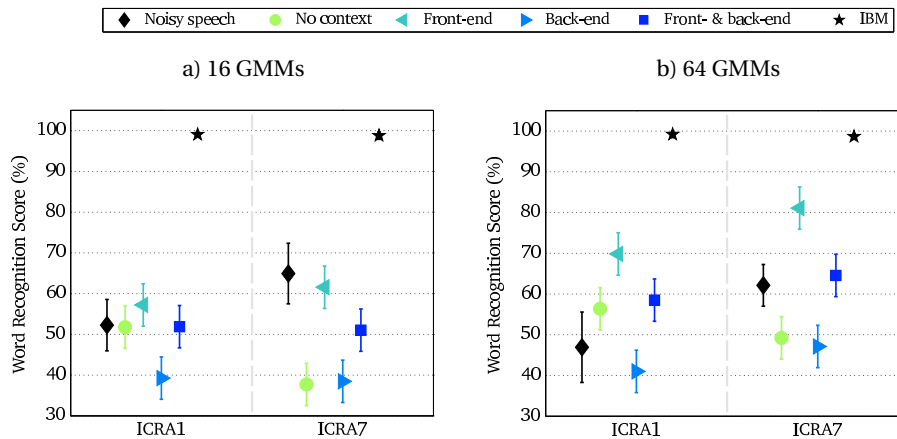 Noisy speech No context Front-end Back-end Front- & back-end IBM
a) 16 GMMs
b) 64 GMMs
Word Recognition Score (%)
100
90
80
70
60
50
40
30
ICRA1 ICRA7
Word Recognition Score (%)
100
90
80
70
60
50
40
30
ICRA1 ICRA7